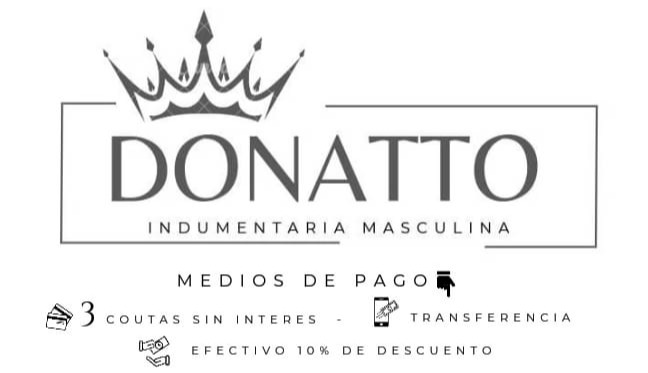 DONATTO
INDUMENTARIA MASCULINA
MEDIOS DE PAGO
3 COUTAS SIN INTERES - TRANSFERENCIA
EFECTIVO 10% DE DESCUENTO